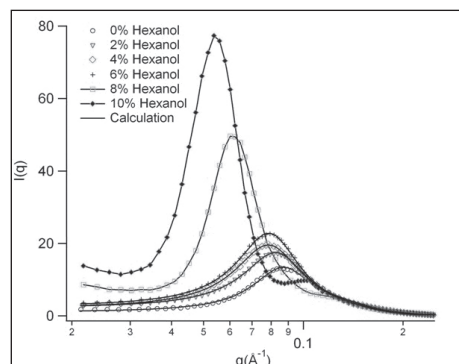 80
60
40
20
0
I(q)
0% Hexanol
2% Hexanol
4% Hexanol
6% Hexanol
8% Hexanol
10% Hexanol
Calculation
2 3 4 5 6 7 8 9 0.1 2
q(Å⁻¹)